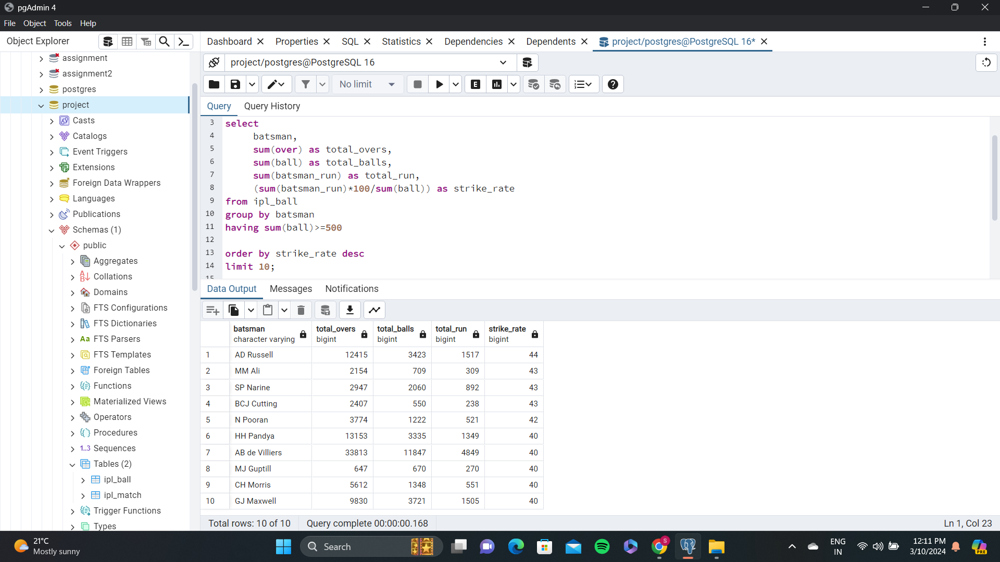 pgAdmin 4
File Object Tools Help
Object Explorer
Dashboard Properties SQL Statistics Dependencies Dependents project/postgres@PostgreSQL 16*
assignment
assignment2
postgres
project
Casts
Catalogs
Event Triggers
Extensions
Foreign Data Wrappers
Languages
Publications
Schemas (1)
public
Aggregates
Collations
Domains
FTS Configurations
FTS Dictionaries
Aa FTS Parsers
FTS Templates
Foreign Tables
Functions
Materialized Views
Operators
Procedures
1..3 Sequences
Tables (2)
ipl_ball
ipl_match
Trigger Functions
Types
project/postgres@PostgreSQL 16
No limit
E
Query Query History
3 select
4 batsman,
5 sum(over) as total_overs,
6 sum(ball) as total_balls,
7 sum(batsman_run) as total_run,
8 (sum(batsman_run)*100/sum(ball)) as strike_rate
9 from ipl_ball
10 group by batsman
11 having sum(ball)>=500
12
13 order by strike_rate desc
14 limit 10;
15
Data Output Messages Notifications
batsman total_overs total_balls total_run strike_rate
character varying bigint bigint bigint bigint
1 AD Russell 12415 3423 1517 44
2 MM Ali 2154 709 309 43
3 SP Narine 2947 2060 892 43
4 BCJ Cutting 2407 550 238 43
5 N Pooran 3774 1222 521 42
6 HH Pandya 13153 3335 1349 40
7 AB de Villiers 33813 11847 4849 40
8 MJ Guptill 647 670 270 40
9 CH Morris 5612 1348 551 40
10 GJ Maxwell 9830 3721 1505 40
Total rows: 10 of 10 Query complete 00:00:00.168 Ln 1, Col 23
21°C
Mostly sunny
Search
S
ENG
IN
12:11 PM
3/10/2024
PRE